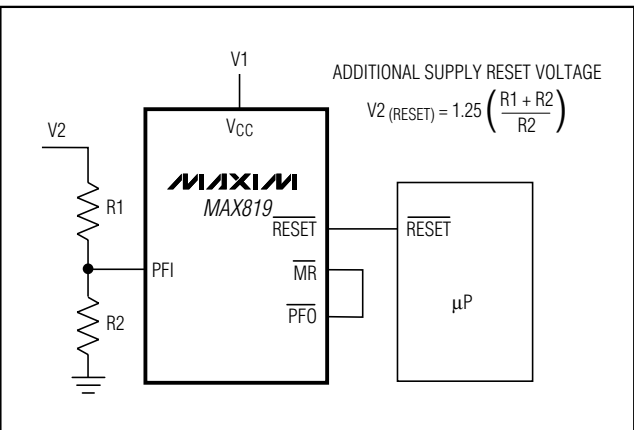 V1
ADDITIONAL SUPPLY RESET VOLTAGE
V2 (RESET) = 1.25 (R1 + R2 / R2)
VCC
V2
MAXIM
MAX819
R1
RESET
RESET
PFI
MR
PFO
R2
μP